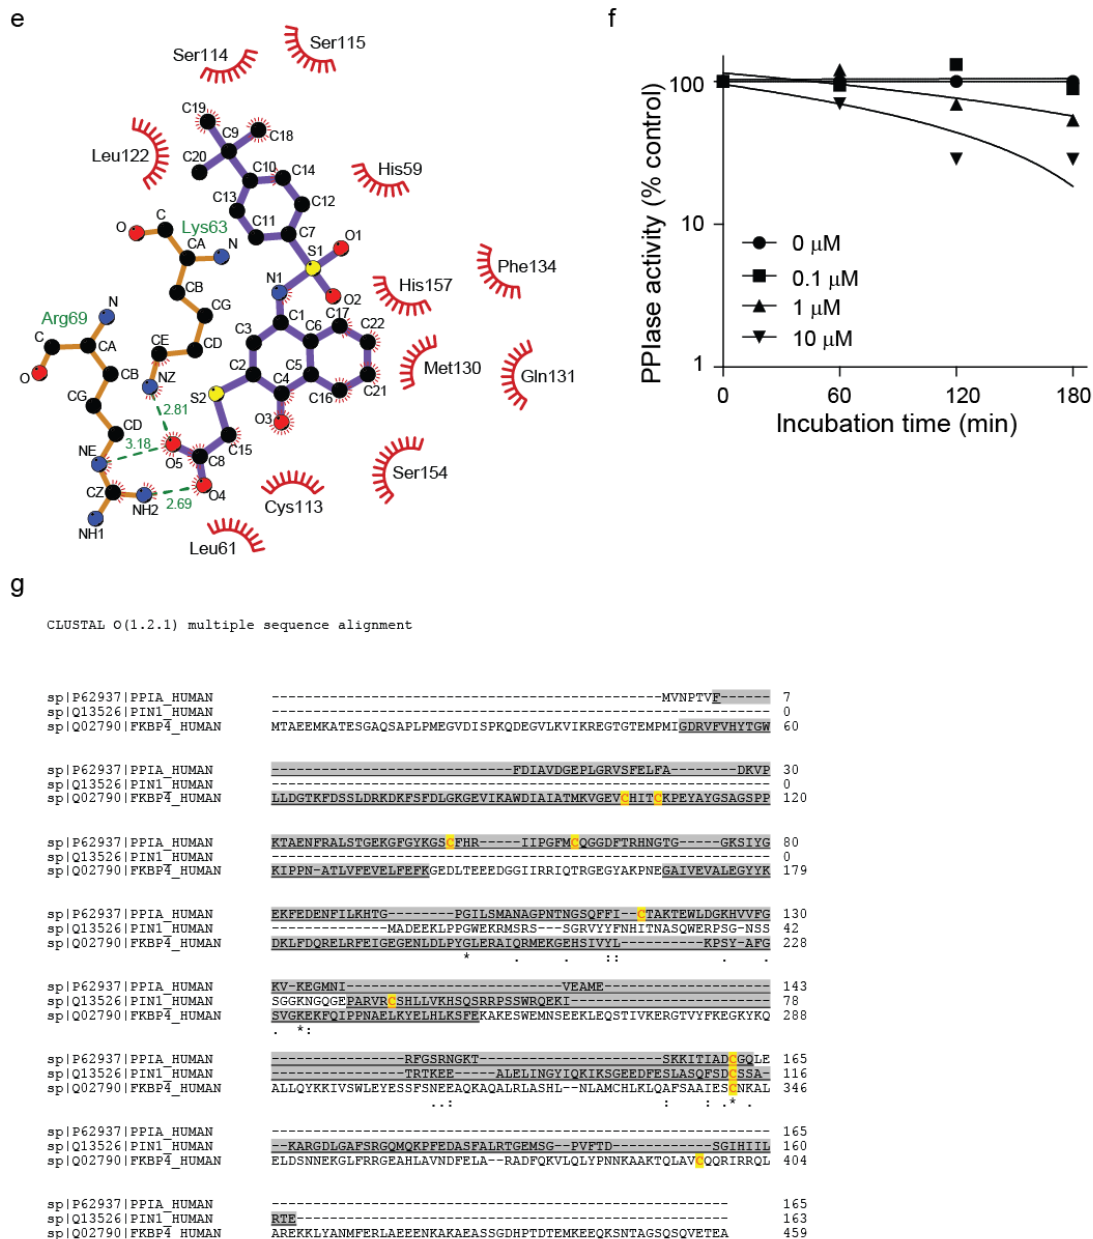 e
Ser114
Ser115
C19
C9
C18
Leu122
C20
C10
C14
His59
C13
C12
C
Lys63
C11
C7
O
CA
N
S1
O1
Phe134
N1
CB
His157
O2
N
CG
C1
C17
Arg69
C3
C6
C22
C
CA
CE
CD
C2
C5
Met130
O
CB
NZ
C4
C21
Gln131
CG
S2
C16
2.81
O3
CD
3.18
C15
NE
O5
C8
Ser154
CZ
2.69
O4
Cys113
NH2
NH1
Leu61
f
PPIase activity (% control)
100
10
1
0 μM
0.1 μM
1 μM
10 μM
0 60 120 180
Incubation time (min)
g
CLUSTAL O(1.2.1) multiple sequence alignment
sp|P62937|PPIA_HUMAN -----------------------------------------------MVNPTVF------ 7
sp|Q13526|PIN1_HUMAN ------------------------------------------------------------ 0
sp|Q02790|FKBP4_HUMAN MTAEEMKATESGAQSAPLPMEGVDISPKQDEGVLKVIKREGTGTEMPMIGDRVFVHYTGW 60
sp|P62937|PPIA_HUMAN -----------------------------FDIAVDGEPLGRVSFELFA--------DKVP 30
sp|Q13526|PIN1_HUMAN ------------------------------------------------------------ 0
sp|Q02790|FKBP4_HUMAN LLDGTKFDSSLDRKDKFSFDLGKGEVIKAWDIAIATMKVGEVCHITCKPEYAYGSAGSPP 120
sp|P62937|PPIA_HUMAN KTAENFRALSTGEKGFGYKGSCFHR-----IIPGFMCQGGDFTRHNGTG-----GKSIYG 80
sp|Q13526|PIN1_HUMAN ------------------------------------------------------------ 0
sp|Q02790|FKBP4_HUMAN KIPPN-ATLVFEVELFEFKGEDLTEEEDGGIIRRIQTRGEGYAKPNEGAIVEVALEGYYK 179
sp|P62937|PPIA_HUMAN EKFEDENFILKHTG--------PGILSMANAGPNTNGSQFFI--CTAKTEWLDGKHVVFG 130
sp|Q13526|PIN1_HUMAN --------------MADEEKLPPGWEKRMSRS---SGRVYYFNHITNASQWERPSG-NSS 42
sp|Q02790|FKBP4_HUMAN DKLFDQRELRFEIGEGENLDLPYGLERAIQRMEKGEHSIVYL----------KPSY-AFG 228
* . . :: . .
sp|P62937|PPIA_HUMAN KV-KEGMNI--------------------------VEAME-------------------- 143
sp|Q13526|PIN1_HUMAN SGGKNGQGEPARVRCSHLLVKHSQSRRPSSWRQEKI------------------------ 78
sp|Q02790|FKBP4_HUMAN SVGKEKFQIPPNAELKYELHLKSFEKAKESWEMNSEEKLEQSTIVKERGTVYFKEGKYKQ 288
. *:
sp|P62937|PPIA_HUMAN ----------------RFGSRNGKT----------------------SKKITIADCGQLE 165
sp|Q13526|PIN1_HUMAN ----------------TRTKEE-----ALELINGYIQKIKSGEEDFESLASQFSDCSSA- 116
sp|Q02790|FKBP4_HUMAN ALLQYKKIVSWLEYESSFSNEEAQKAQALRLASHL--NLAMCHLKLQAFSAAIESCNKAL 346
..: : : .* .
sp|P62937|PPIA_HUMAN ------------------------------------------------------------ 165
sp|Q13526|PIN1_HUMAN --KARGDLGAFSRGQMQKPFEDASFALRTGEMSG--PVFTD------------SGIHIIL 160
sp|Q02790|FKBP4_HUMAN ELDSNNEKGLFRRGEAHLAVNDFELA--RADFQKVLQLYPNNKAAKTQLAVCQQRIRRQL 404
sp|P62937|PPIA_HUMAN ------------------------------------------------------- 165
sp|Q13526|PIN1_HUMAN RTE---------------------------------------------------- 163
sp|Q02790|FKBP4_HUMAN AREKKLYANMFERLAEEENKAKAEASSGDHPTDTEMKEEQKSNTAGSQSQVETEA 459